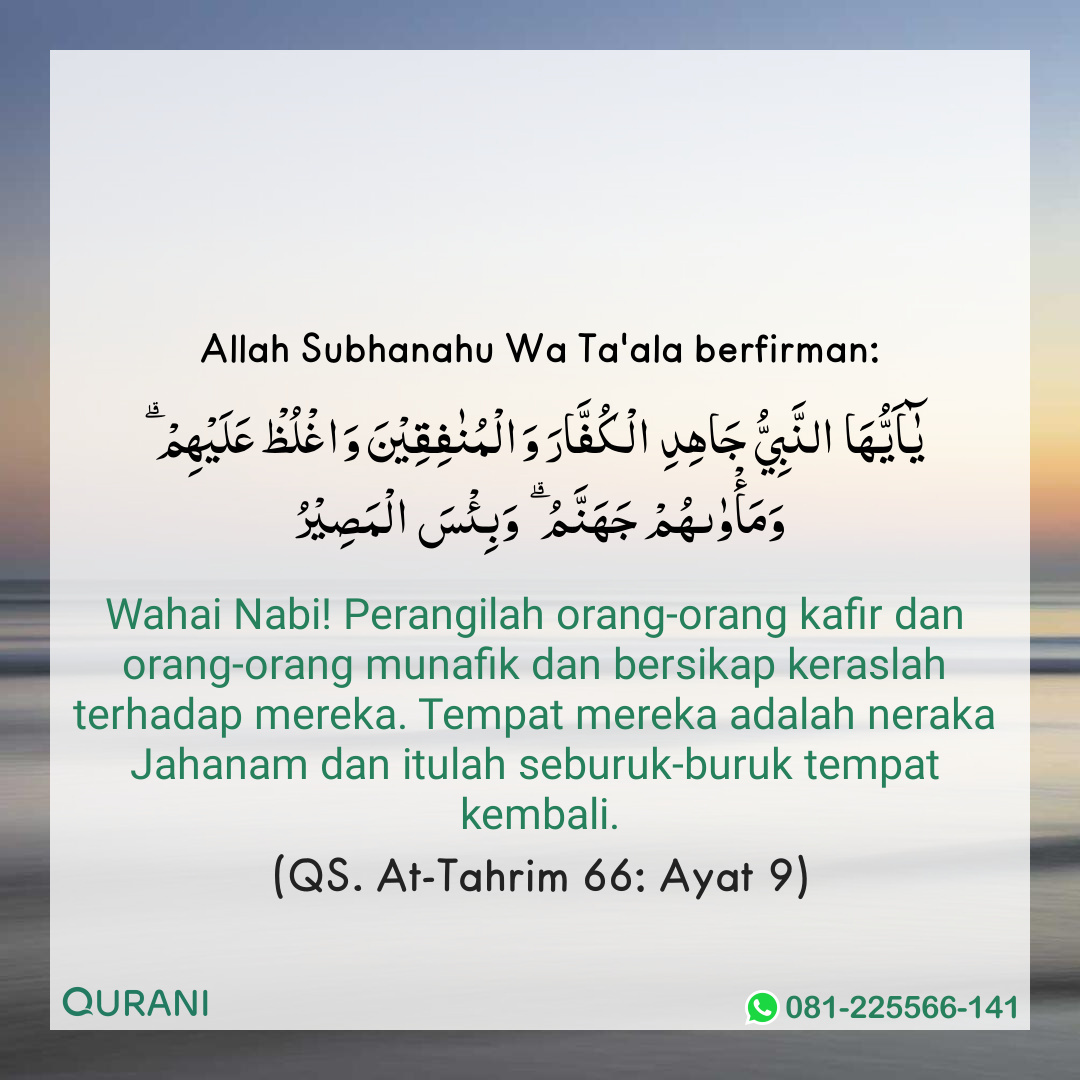 Allah Subhanahu Wa Ta'ala berfirman:
يٰٓاَيُّهَا النَّبِيُّ جَاهِدِ الْكُفَّارَ وَالْمُنٰفِقِيْنَ وَاغْلُظْ عَلَيْهِمْۗ
وَمَأْوٰىهُمْ جَهَنَّمُۗ وَبِئْسَ الْمَصِيْرُ
Wahai Nabi! Perangilah orang-orang kafir dan
orang-orang munafik dan bersikap keraslah
terhadap mereka. Tempat mereka adalah neraka
Jahanam dan itulah seburuk-buruk tempat
kembali.
(QS. At-Tahrim 66: Ayat 9)
QURANI
081-225566-141